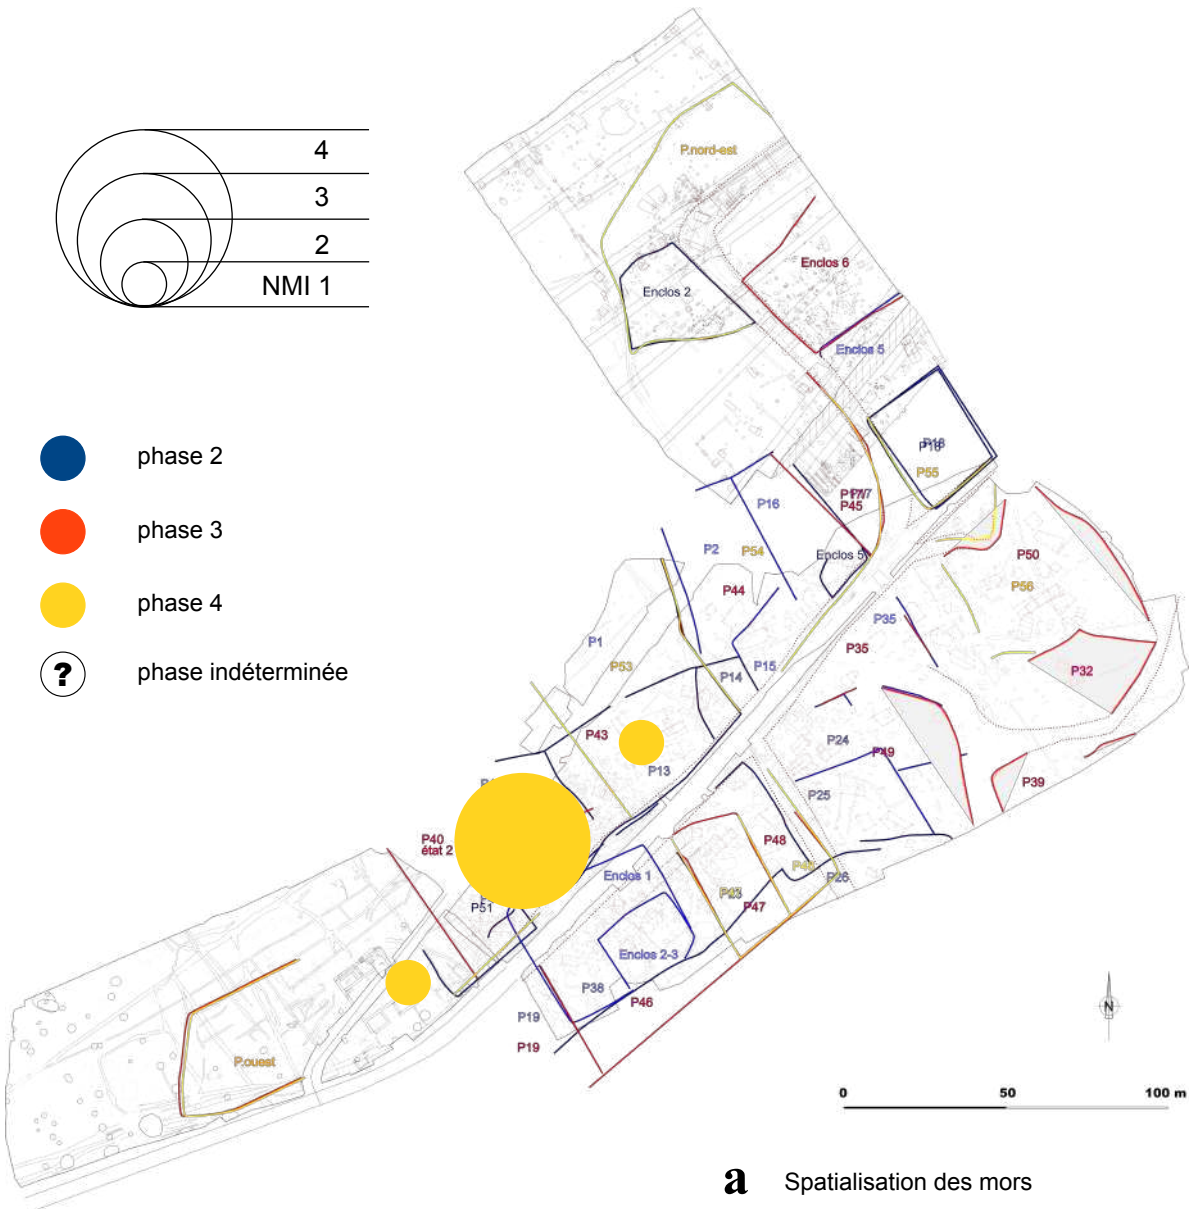 4
3
2
NMI 1
phase 2
phase 3
phase 4
? phase indéterminée
P.nord-est
Enclos 6
Enclos 2
Enclos 5
P18
P55
P16
P45
P2
P54
Enclos 5
P50
P44
P56
P35
P1
P35
P53
P15
P32
P14
P43
P24
P49
P13
P39
P25
P40
état 2
P48
Enclos 1
P26
P51
P47
Enclos 2-3
P38
P46
P19
P19
P.ouest
N
0 50 100 m
a Spatialisation des mors